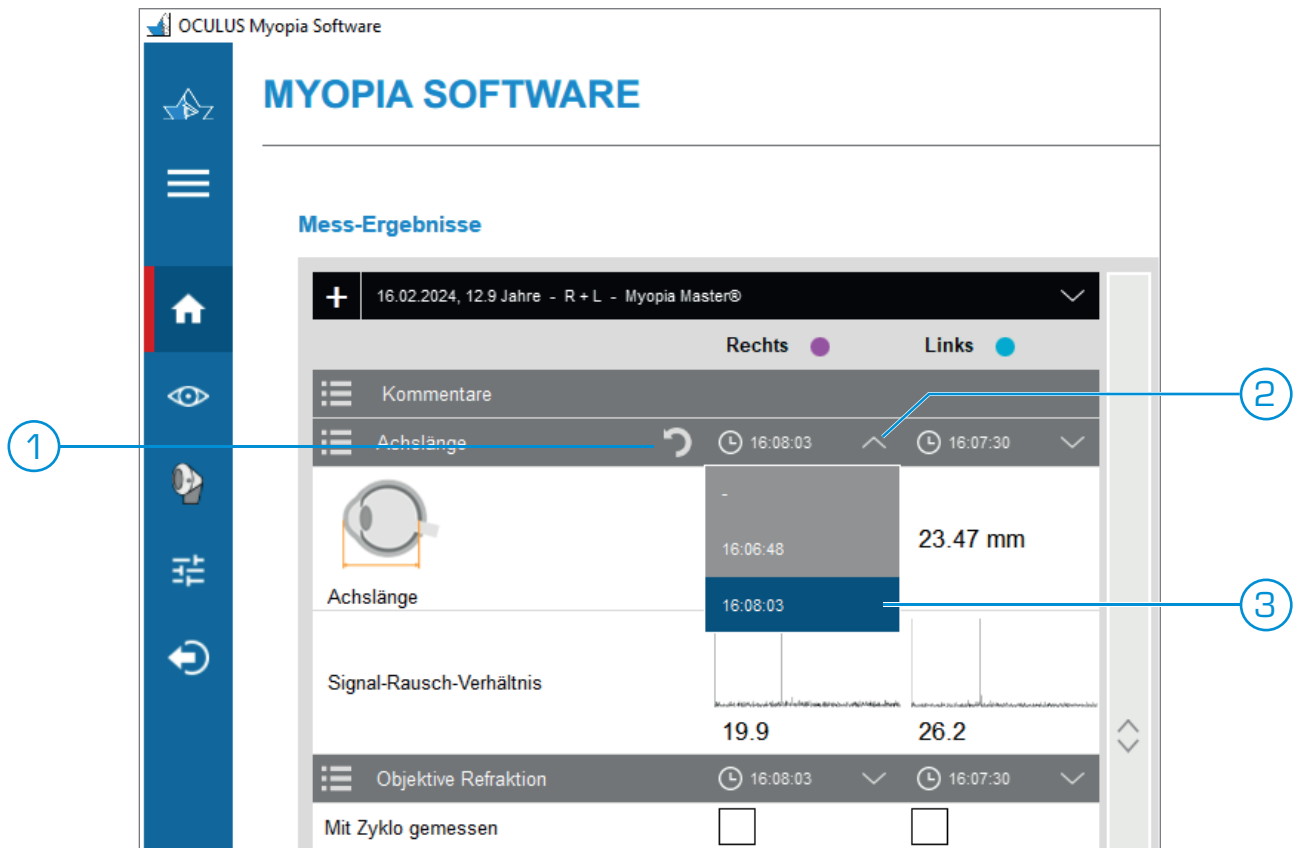 OCULUS Myopia Software
MYOPIA SOFTWARE
Mess-Ergebnisse
+ 16.02.2024, 12.9 Jahre - R + L - Myopia Master®
Rechts Links
Kommentare
2
1
Achslänge 16:08:03 16:07:30
-
16:06:48
23.47 mm
Achslänge
16:08:03
3
Signal-Rausch-Verhältnis
19.9 26.2
Objektive Refraktion 16:08:03 16:07:30
Mit Zyklo gemessen